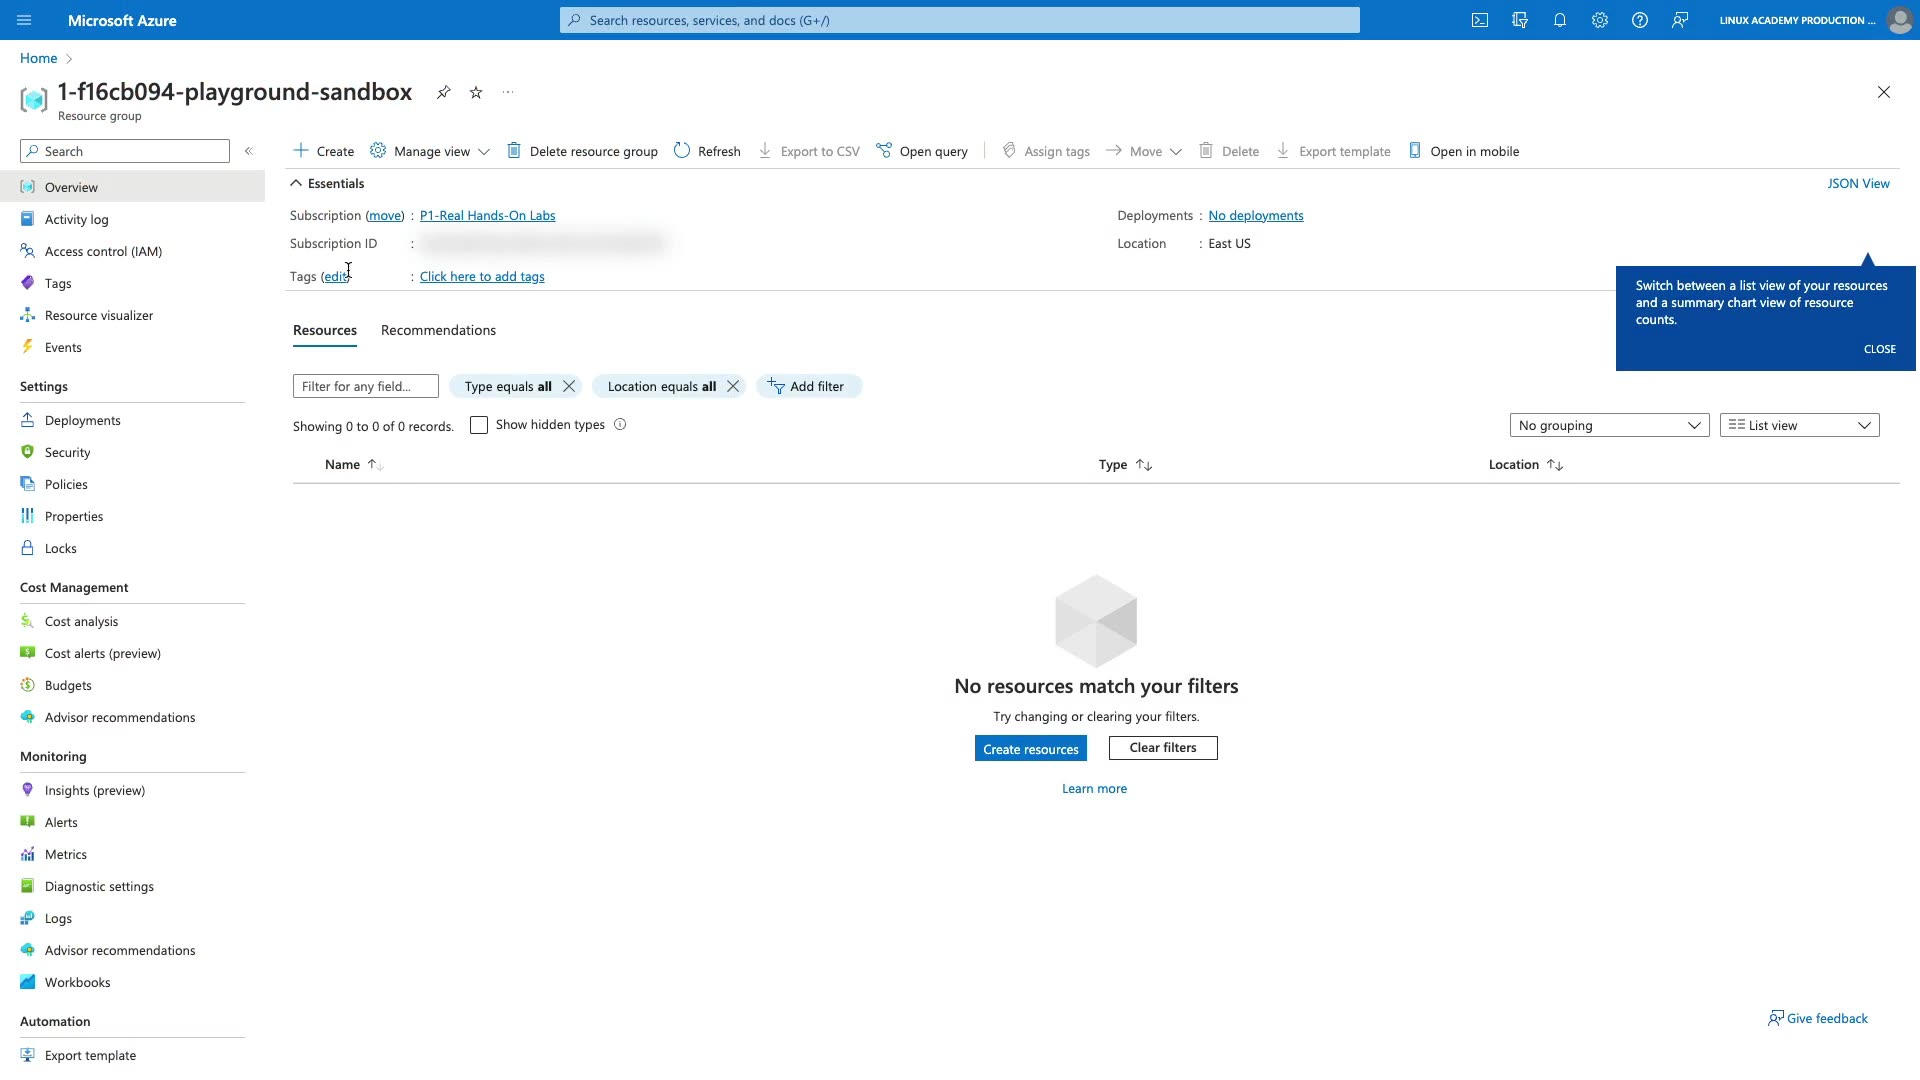 Microsoft Azure
Search resources, services, and docs (G+/)
LINUX ACADEMY PRODUCTION ...
Home
1-f16cb094-playground-sandbox
...
Resource group
Search
Overview
Activity log
Access control (IAM)
Tags
Resource visualizer
Events
Settings
Deployments
Security
Policies
Properties
Locks
Cost Management
Cost analysis
Cost alerts (preview)
Budgets
Advisor recommendations
Monitoring
Insights (preview)
Alerts
Metrics
Diagnostic settings
Logs
Advisor recommendations
Workbooks
Automation
Export template
Create Manage view Delete resource group Refresh Export to CSV Open query Assign tags Move Delete Export template Open in mobile
Essentials
JSON View
Subscription (move) : P1-Real Hands-On Labs
Subscription ID :
Tags (edit) : Click here to add tags
Deployments : No deployments
Location : East US
Switch between a list view of your resources
and a summary chart view of resource
counts.
CLOSE
Resources Recommendations
Filter for any field... Type equals all Location equals all Add filter
Showing 0 to 0 of 0 records. Show hidden types
No grouping List view
Name Type Location
No resources match your filters
Try changing or clearing your filters.
Create resources Clear filters
Learn more
Give feedback